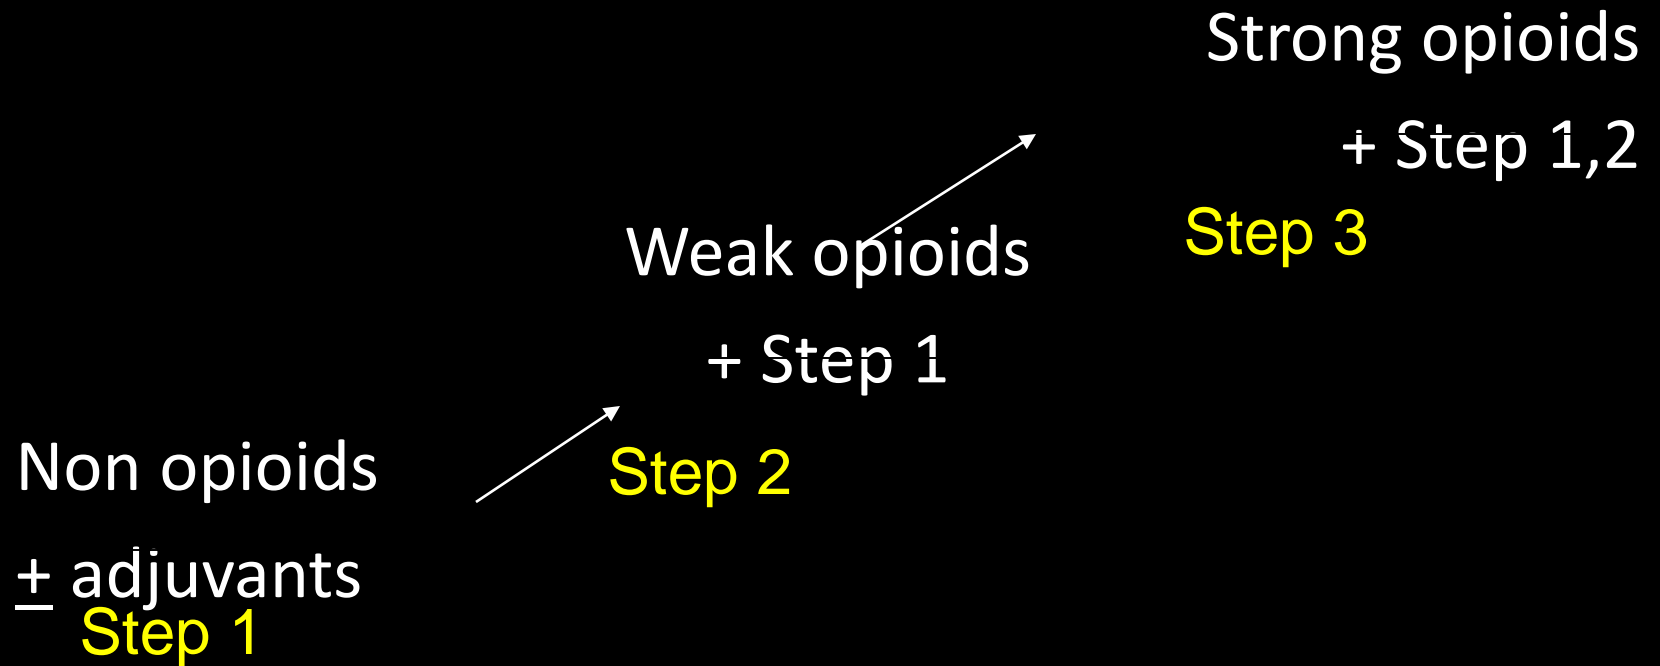 Strong opioids
+ Step 1,2
Step 3
Weak opioids
+ Step 1
Step 2
Non opioids
± adjuvants
Step 1